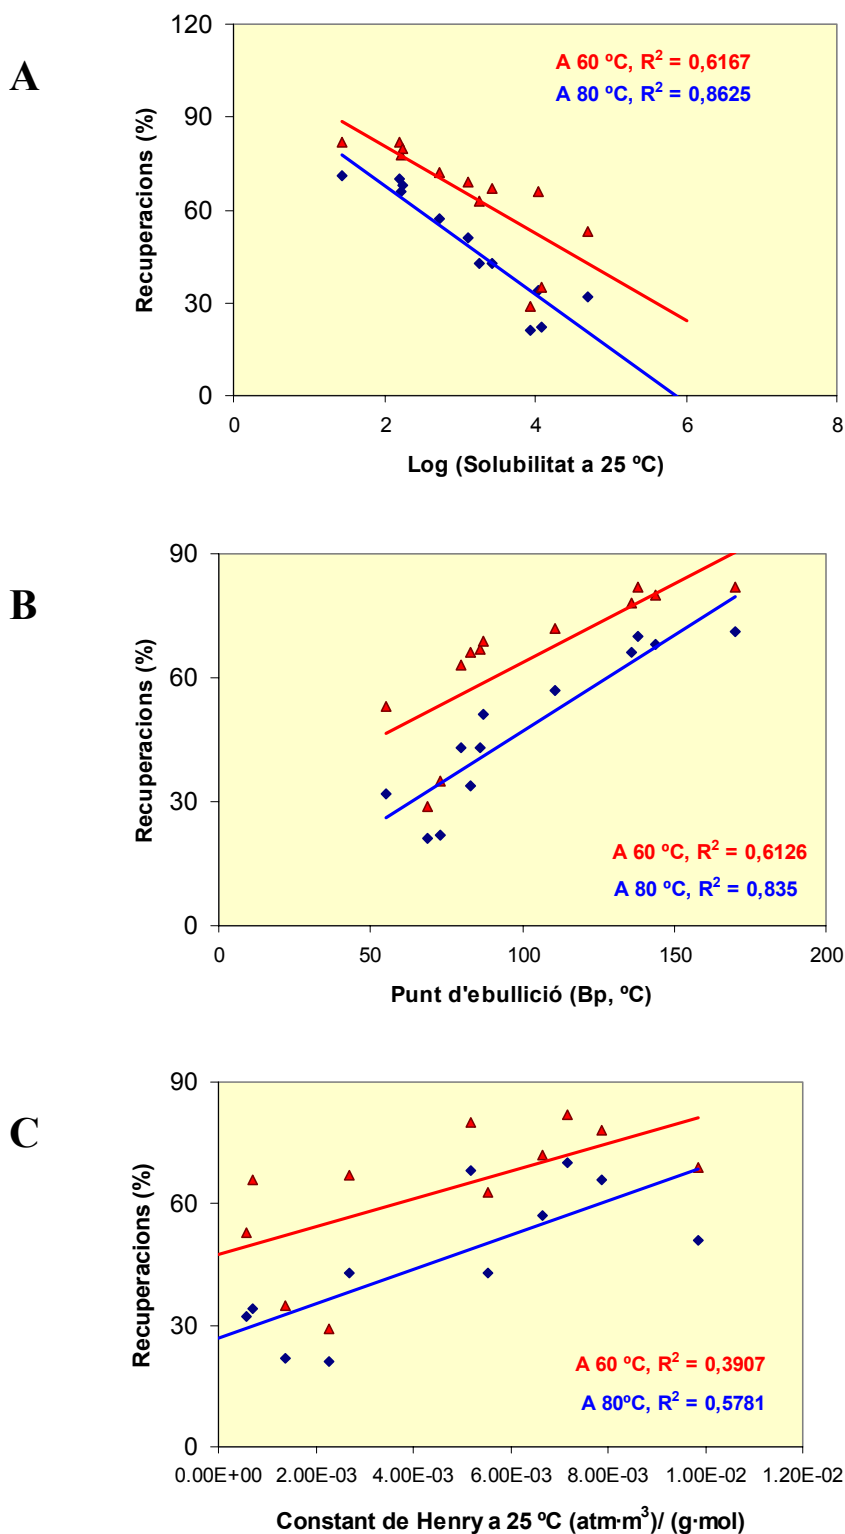 A
120
90
60
30
0
Recuperacions (%)
A 60 ºC, R² = 0,6167
A 80 ºC, R² = 0,8625
0 2 4 6 8
Log (Solubilitat a 25 ºC)
B
90
60
30
0
Recuperacions (%)
A 60 ºC, R² = 0,6126
A 80 ºC, R² = 0,835
0 50 100 150 200
Punt d'ebullició (Bp, ºC)
C
90
60
30
0
Recuperacions (%)
A 60 ºC, R² = 0,3907
A 80ºC, R² = 0,5781
0.00E+00 2.00E-03 4.00E-03 6.00E-03 8.00E-03 1.00E-02 1.20E-02
Constant de Henry a 25 ºC (atm·m³)/ (g·mol)